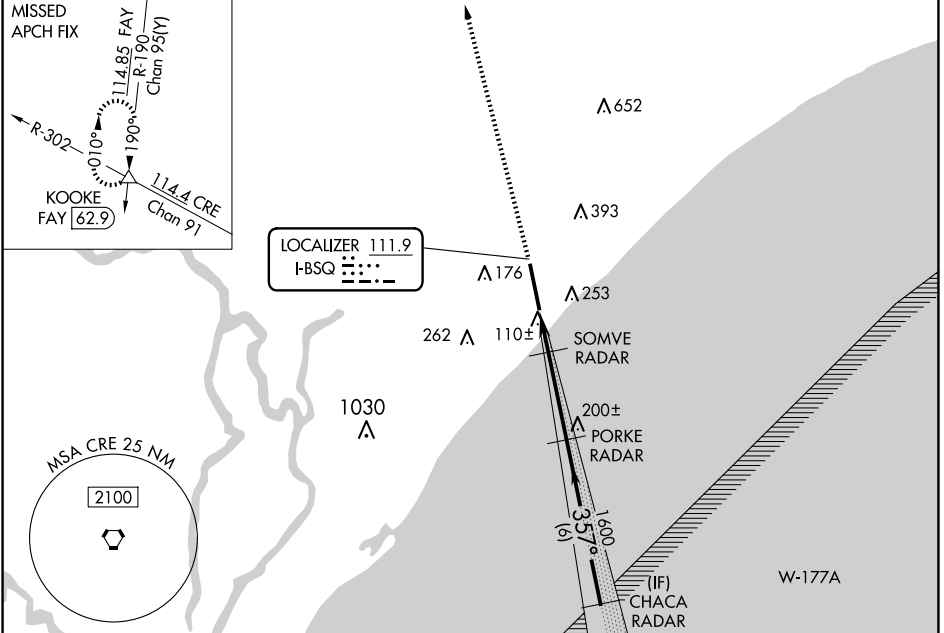 MISSED
APCH FIX
114.85 FAY
R-190
Chan 95(Y)
R-302
010°
190°
KOOKE
FAY 62.9
114.4 CRE
Chan 91
652
393
LOCALIZER 111.9
I-BSQ
176
253
262
110±
SOMVE
RADAR
1030
200±
PORKE
RADAR
MSA CRE 25 NM
2100
1600
357°
(6)
(IF)
CHACA
RADAR
W-177A